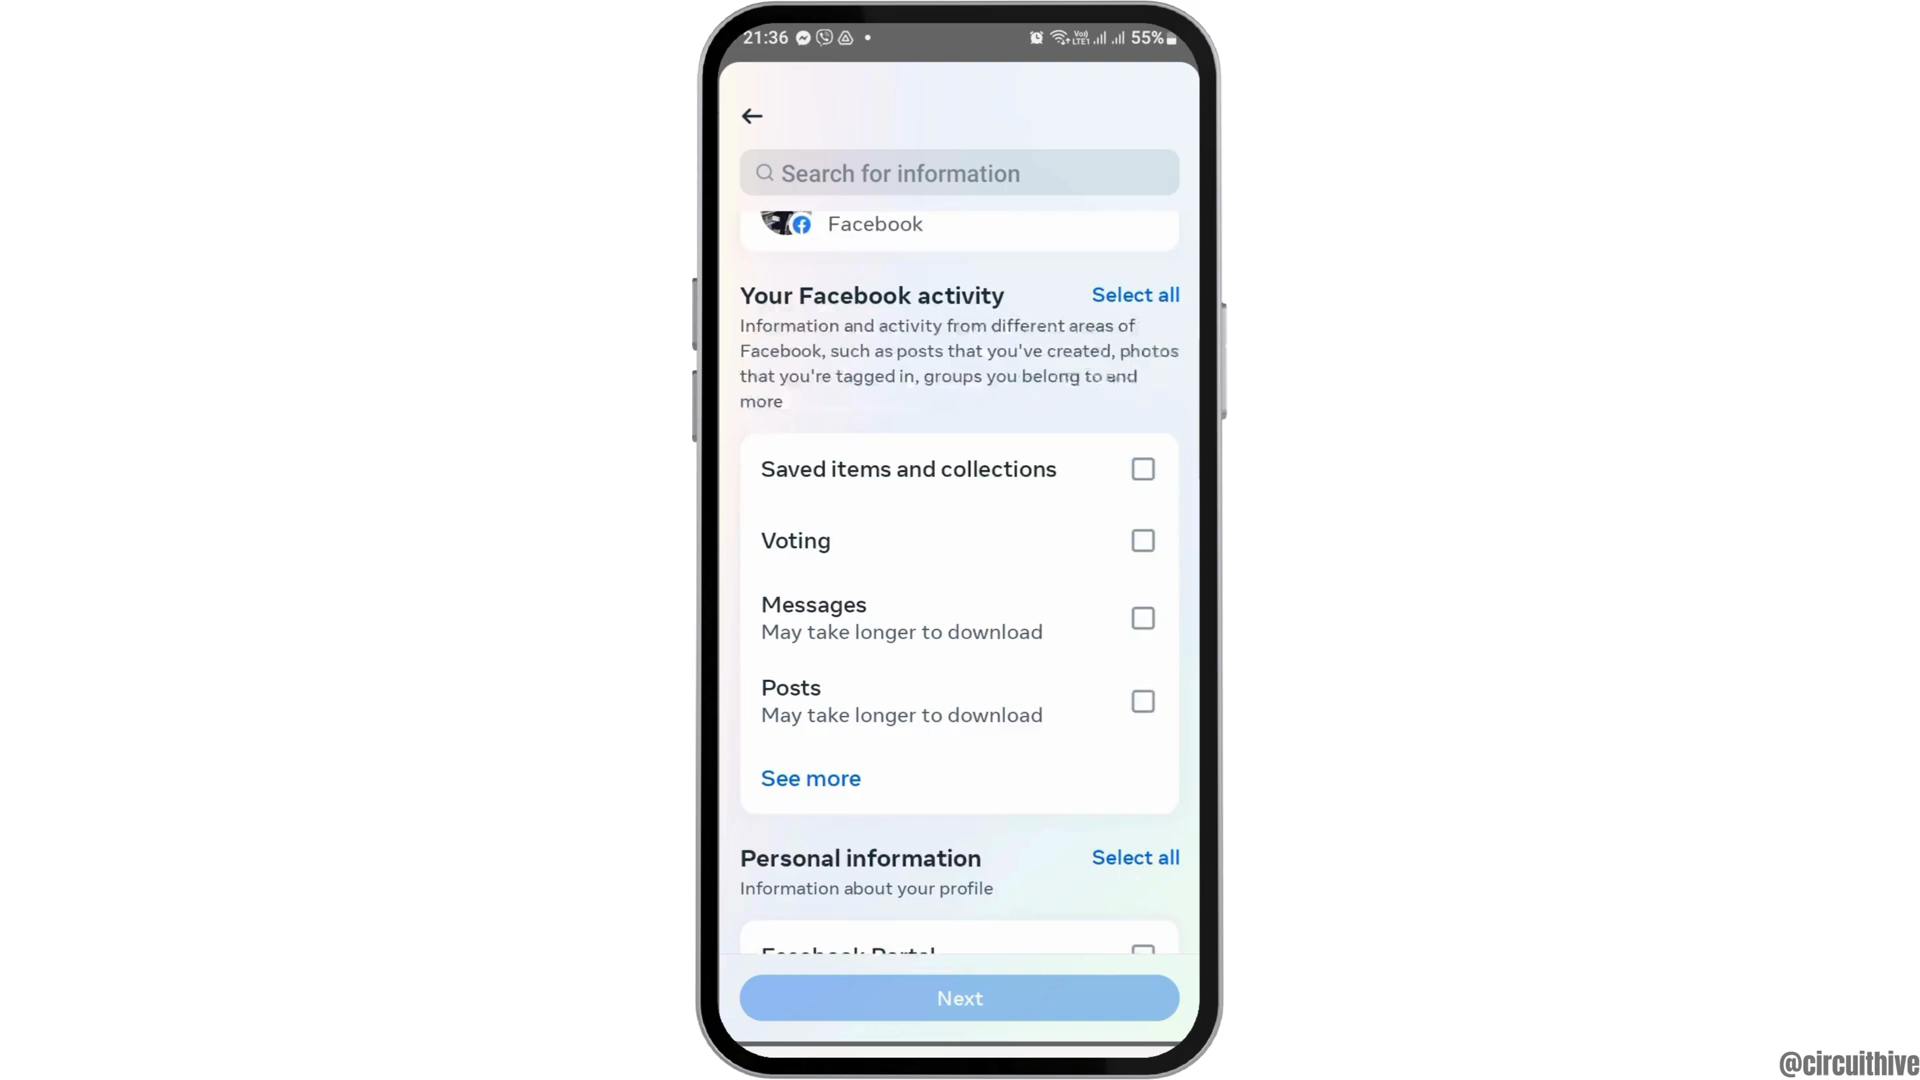 21:36 55%
Search for information
Facebook
Your Facebook activity Select all
Information and activity from different areas of
Facebook, such as posts that you've created, photos
that you're tagged in, groups you belong to and
more
Saved items and collections
Voting
Messages
May take longer to download
Posts
May take longer to download
See more
Personal information Select all
Information about your profile
Facebook Portal
Next
@circuithive